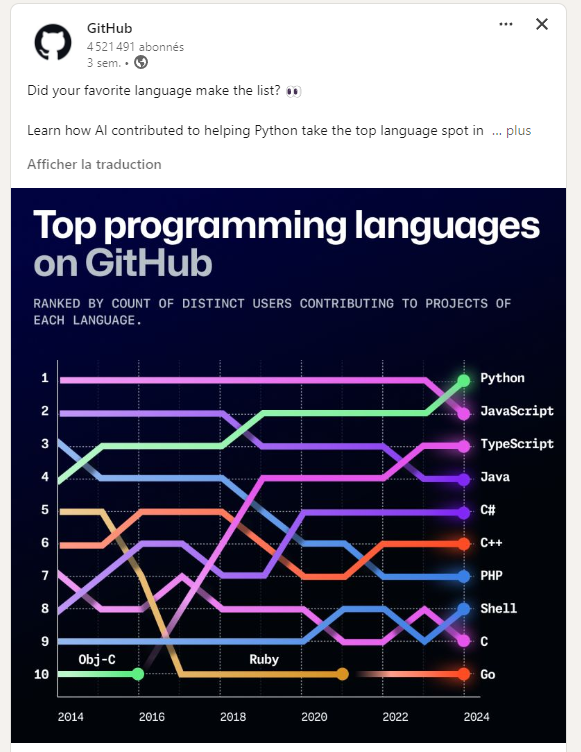 GitHub
4 521 491 abonnés
3 sem. •
Did your favorite language make the list? 👀
Learn how AI contributed to helping Python take the top language spot in ... plus
Afficher la traduction
Top programming languages
on GitHub
RANKED BY COUNT OF DISTINCT USERS CONTRIBUTING TO PROJECTS OF
EACH LANGUAGE.
1 Python
2 JavaScript
3 TypeScript
4 Java
5 C#
6 C++
7 PHP
8 Shell
9 C
Obj-C Ruby
10 Go
2014 2016 2018 2020 2022 2024